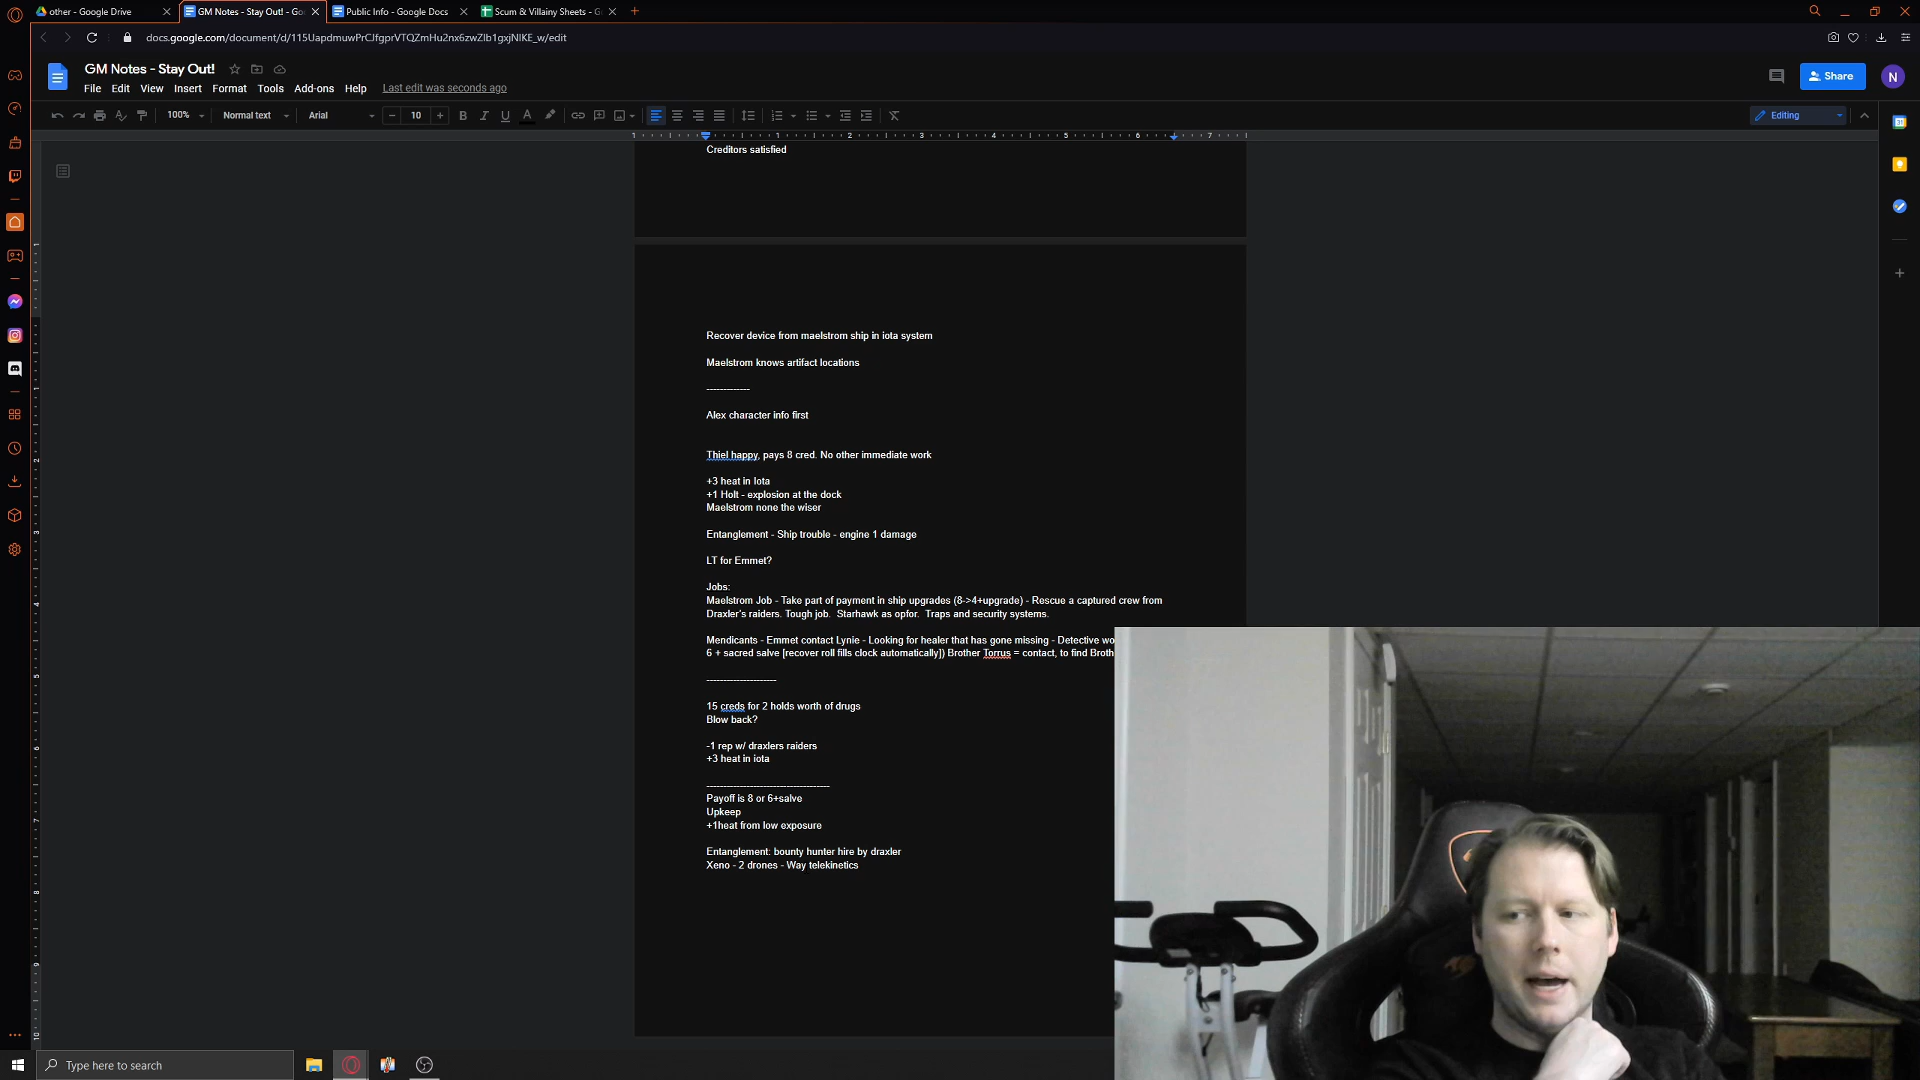 other - Google Drive
GM Notes - Stay Out! - Go
Public Info - Google Docs
Scum & Villainy Sheets - G
docs.google.com/document/d/115UapdmuwPrCJfgprVTQZmHu2nx6zwZIb1gxjNIKE_w/edit
GM Notes - Stay Out!
File Edit View Insert Format Tools Add-ons Help Last edit was seconds ago
Share
N
100% Normal text Arial 10 B I U A Editing
1 1 2 3 4 5 6 7
Creditors satisfied
Recover device from maelstrom ship in iota system
Maelstrom knows artifact locations
-------------
Alex character info first
Thiel happy, pays 8 cred. No other immediate work
+3 heat in Iota
+1 Holt - explosion at the dock
Maelstrom none the wiser
Entanglement - Ship trouble - engine 1 damage
LT for Emmet?
Jobs:
Maelstrom Job - Take part of payment in ship upgrades (8->4+upgrade) - Rescue a captured crew from
Draxler's raiders. Tough job. Starhawk as opfor. Traps and security systems.
Mendicants - Emmet contact Lynie - Looking for healer that has gone missing - Detective wo
6 + sacred salve [recover roll fills clock automatically]) Brother Torrus = contact, to find Broth
---------------------
15 creds for 2 holds worth of drugs
Blow back?
-1 rep w/ draxlers raiders
+3 heat in iota
-------------------------------------
Payoff is 8 or 6+salve
Upkeep
+1heat from low exposure
Entanglement: bounty hunter hire by draxler
Xeno - 2 drones - Way telekinetics
Type here to search